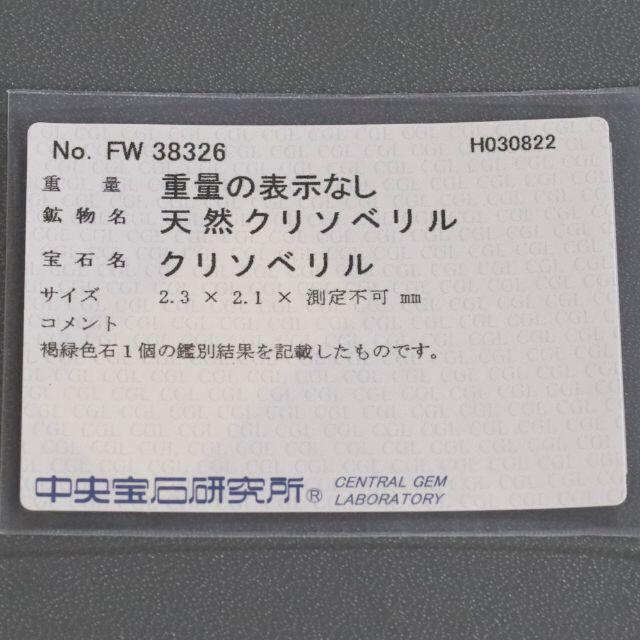 No. FW 38326 H030822
重量 重量の表示なし
鉱物名 天然クリソベリル
宝石名 クリソベリル
サイズ 2.3 × 2.1 × 測定不可 mm
コメント
褐緑色石1個の鑑別結果を記載したものです。
中央宝石研究所® CENTRAL GEM
LABORATORY